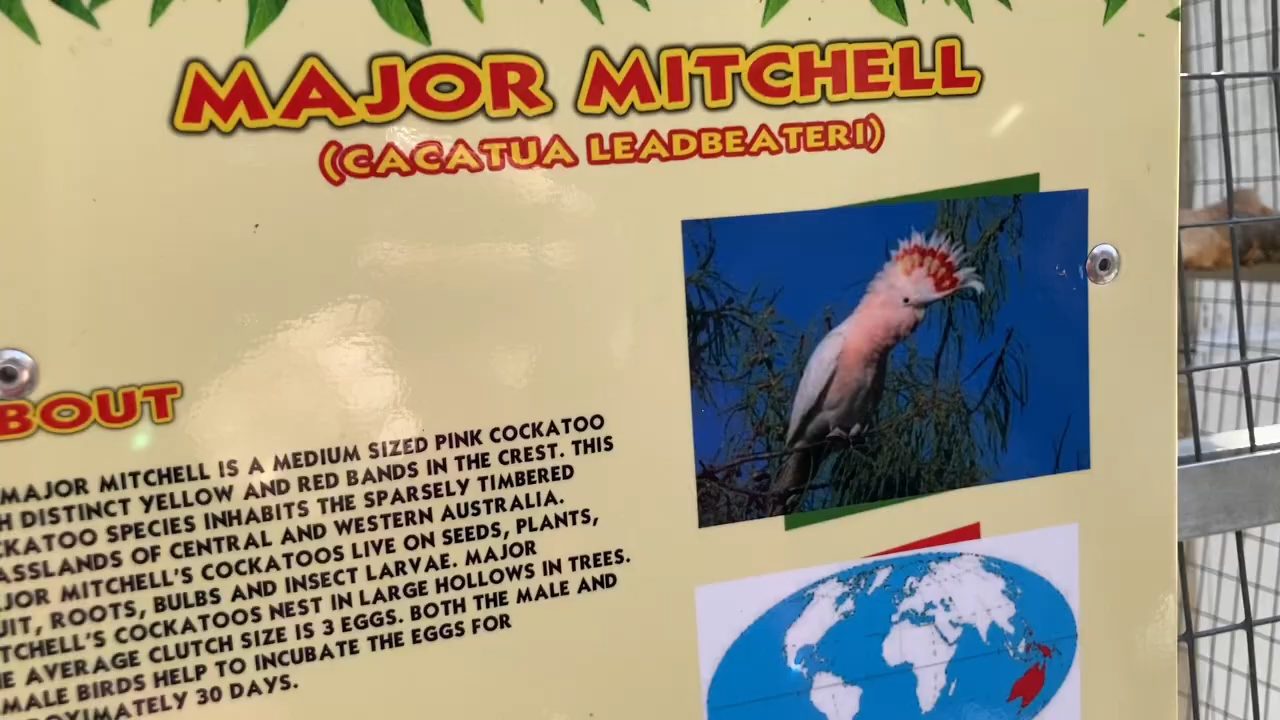 MAJOR MITCHELL
(CACATUA LEADBEATERI)
BOUT
MAJOR MITCHELL IS A MEDIUM SIZED PINK COCKATOO
H DISTINCT YELLOW AND RED BANDS IN THE CREST. THIS
CKATOO SPECIES INHABITS THE SPARSELY TIMBERED
ASSLANDS OF CENTRAL AND WESTERN AUSTRALIA.
JOR MITCHELL'S COCKATOOS LIVE ON SEEDS, PLANTS,
UIT, ROOTS, BULBS AND INSECT LARVAE. MAJOR
TCHELL'S COCKATOOS NEST IN LARGE HOLLOWS IN TREES.
E AVERAGE CLUTCH SIZE IS 3 EGGS. BOTH THE MALE AND
MALE BIRDS HELP TO INCUBATE THE EGGS FOR
OXIMATELY 30 DAYS.